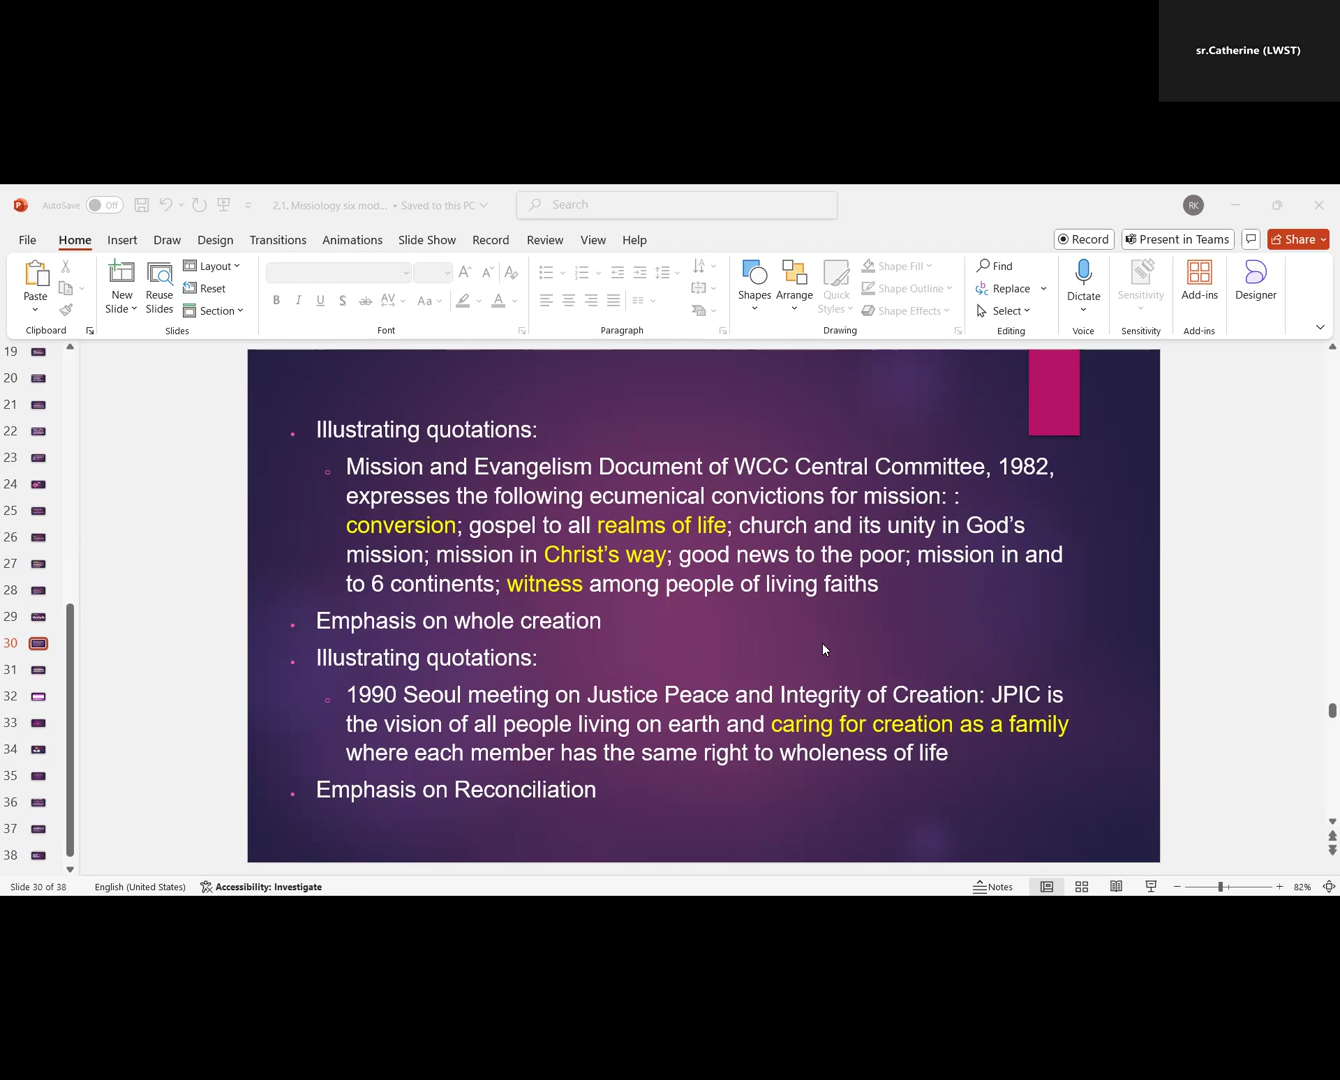 sr.Catherine (LWST)
AutoSave Off
2.1. Missiology six mod... • Saved to this PC
Search
RK
File Home Insert Draw Design Transitions Animations Slide Show Record Review View Help
Record
Present in Teams
Share
Paste
New Slide
Reuse Slides
Layout
Reset
Section
B I U S ab AV Aa A
Shapes
Arrange
Quick Styles
Shape Fill
Shape Outline
Shape Effects
Find
Replace
Select
Dictate
Sensitivity
Add-ins
Designer
Clipboard Slides Font Paragraph Drawing Editing Voice Sensitivity Add-ins
19
20
21
22
23
24
25
26
27
28
29
30
31
32
33
34
35
36
37
38
Illustrating quotations:
Mission and Evangelism Document of WCC Central Committee, 1982,
expresses the following ecumenical convictions for mission: :
conversion; gospel to all realms of life; church and its unity in God’s
mission; mission in Christ’s way; good news to the poor; mission in and
to 6 continents; witness among people of living faiths
Emphasis on whole creation
Illustrating quotations:
1990 Seoul meeting on Justice Peace and Integrity of Creation: JPIC is
the vision of all people living on earth and caring for creation as a family
where each member has the same right to wholeness of life
Emphasis on Reconciliation
Slide 30 of 38 English (United States) Accessibility: Investigate Notes 82%